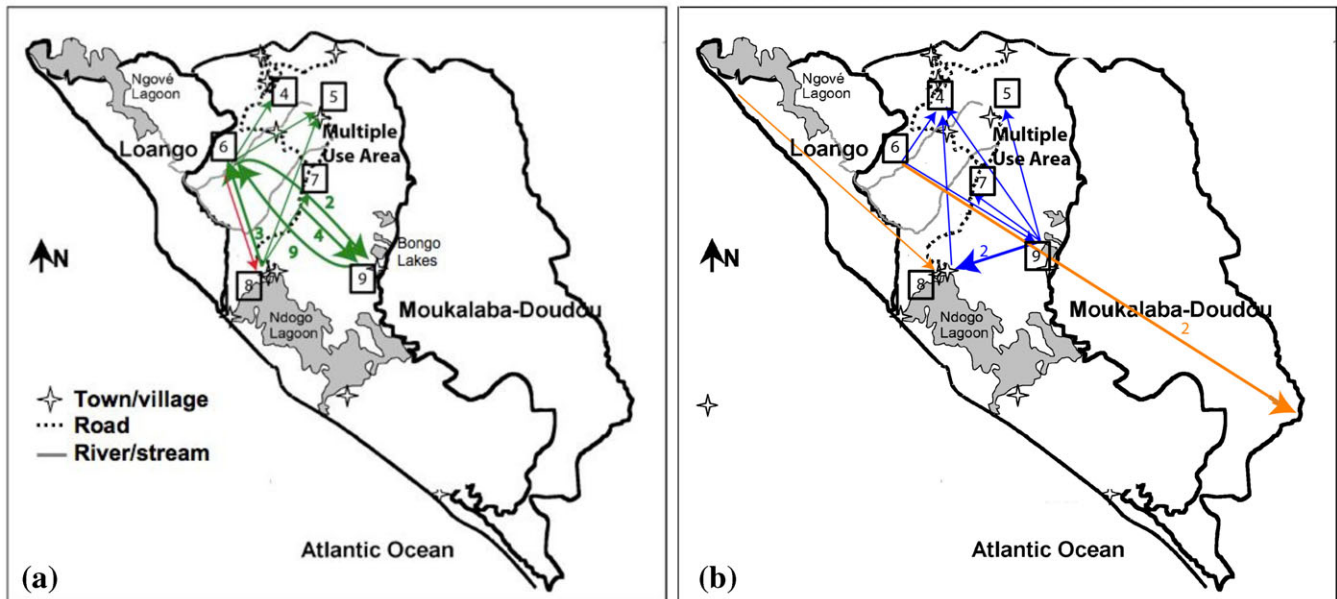 Ngové
Lagoon
4
5
Loango
Multiple
Use Area
6
7
2
3
9
4
Bongo
Lakes
9
8
N
Ndogo
Lagoon
Moukalaba-Doudou
Town/village
Road
River/stream
Atlantic Ocean
(a)
Ngové
Lagoon
4
5
Loango
Multiple
Use Area
6
7
2
9
8
N
Ndogo
Lagoon
Moukalaba-Doudou
2
Atlantic Ocean
(b)